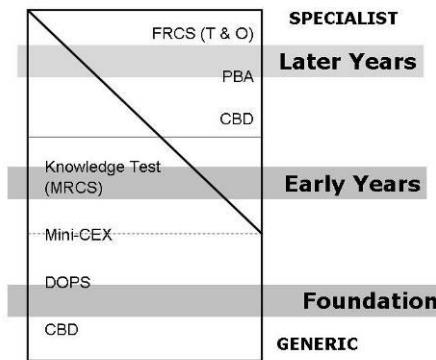 SPECIALIST
FRCS (T & O)
Later Years
PBA
CBD
Knowledge Test
(MRCS)
Early Years
Mini-CEX
DOPS
Foundation
CBD
GENERIC